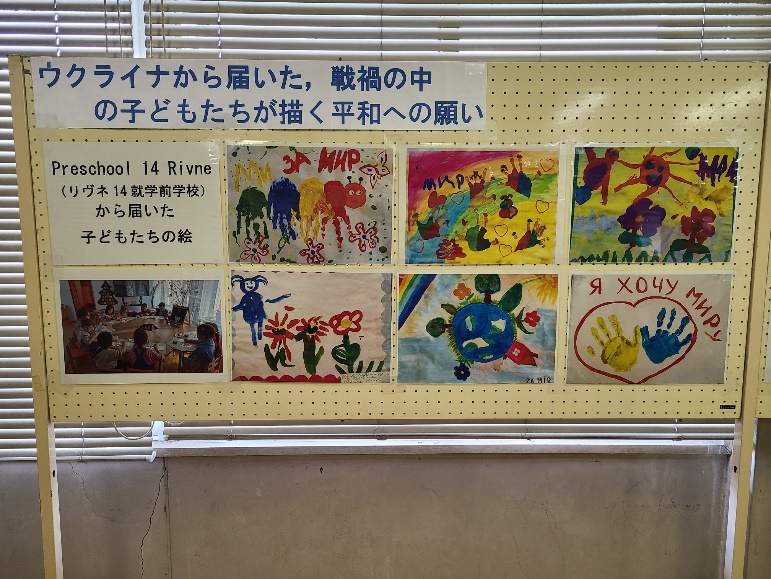 ウクライナから届いた，戦禍の中
の子どもたちが描く平和への願い
Preschool 14 Rivne
（リヴネ14就学前学校）
から届いた
子どもたちの絵
МИ ЗА МИР
МИР
ЗА МІР
Я ХОЧУ МИРУ